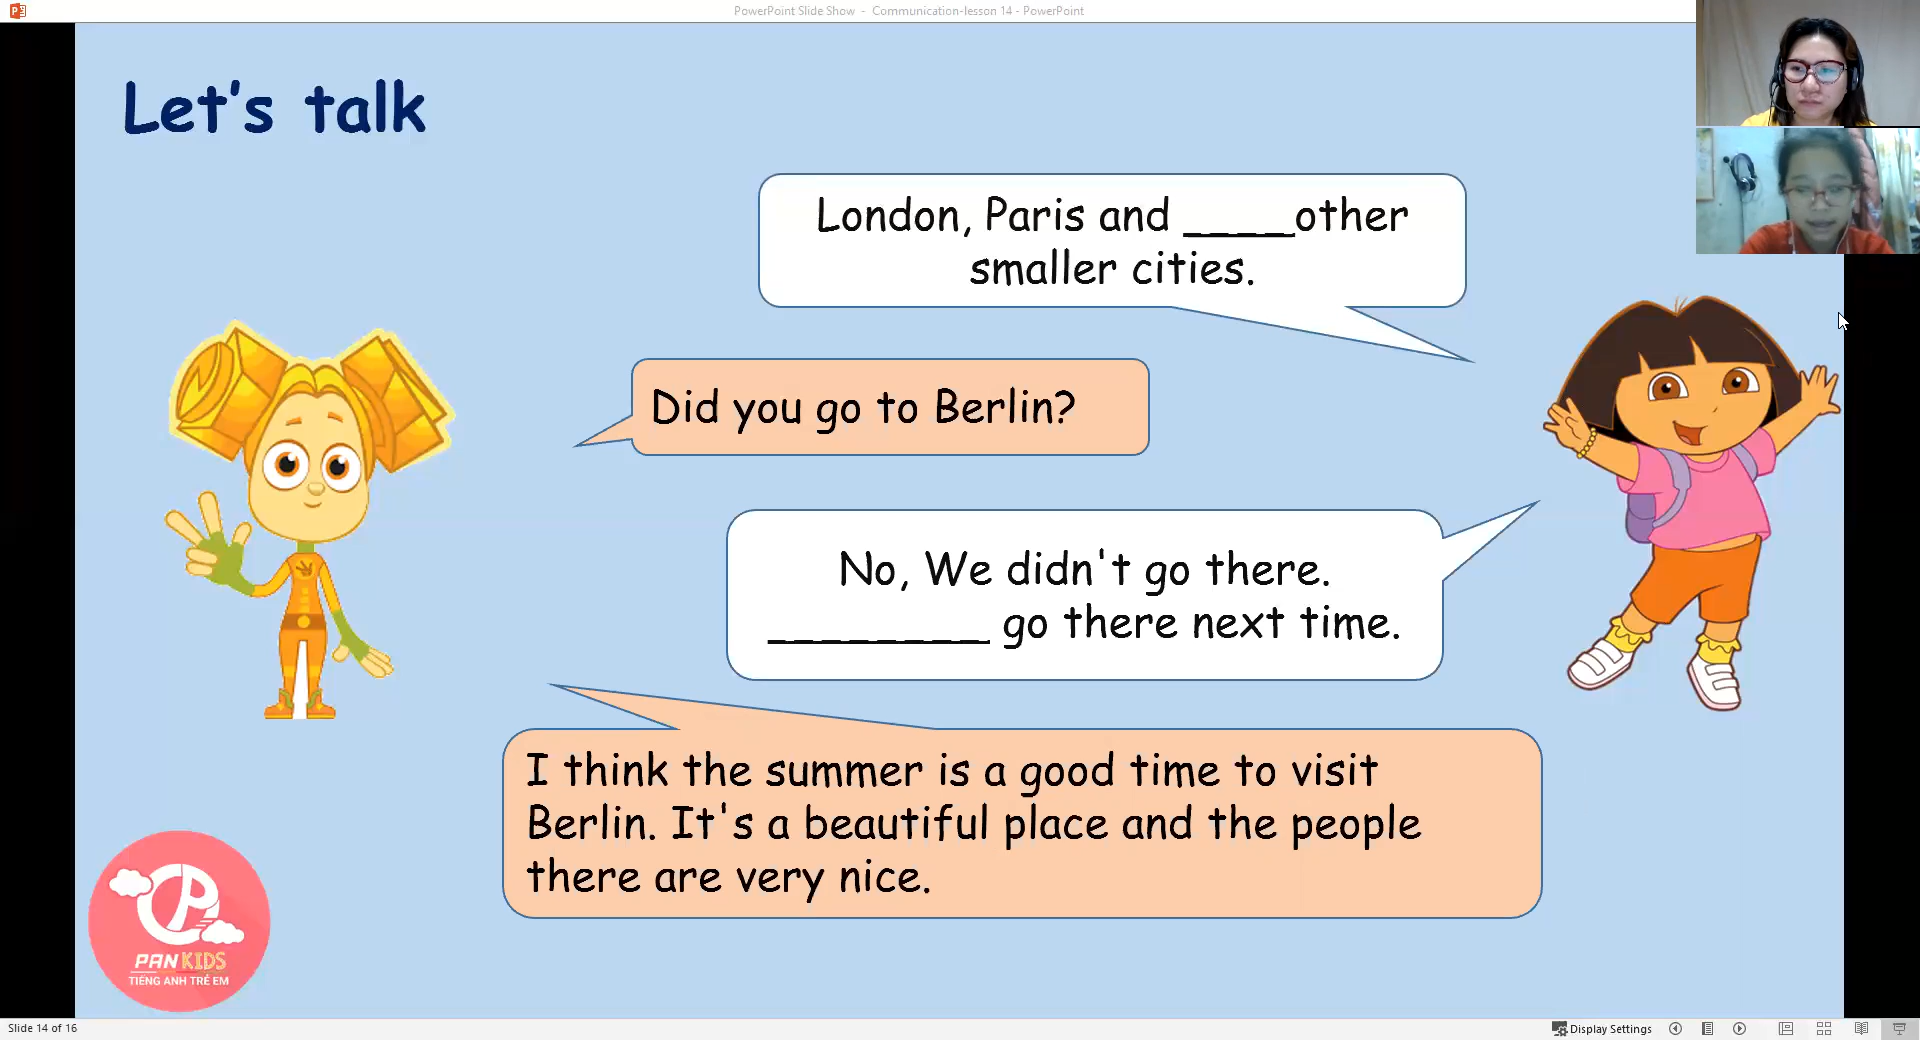 PowerPoint Slide Show - Communication-lesson 14 - PowerPoint
Let's talk
London, Paris and ____other
smaller cities.
Did you go to Berlin?
No, We didn't go there.
________ go there next time.
I think the summer is a good time to visit
Berlin. It's a beautiful place and the people
there are very nice.
PAN KIDS
TIẾNG ANH TRẺ EM
Slide 14 of 16
Display Settings